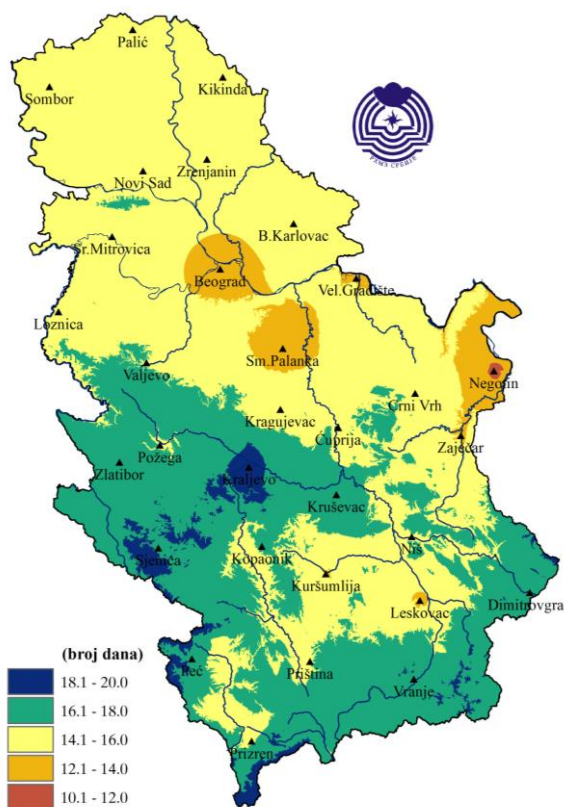 Palić
Sombor
Kikinda
Zrenjanin
Novi Sad
B.Karlovac
Sr.Mitrovica
Beograd
Vel.Gradište
Loznica
Sm.Palanka
Valjevo
Negotin
Crni Vrh
Kragujevac
Ćuprija
Zaječar
Požega
Zlatibor
Kraljevo
Kruševac
Niš
Sjenica
Kopaonik
Kuršumlija
Leskovac
Dimitrovgra
Peć
Priština
Vranje
Prizren
(broj dana)
18.1 - 20.0
16.1 - 18.0
14.1 - 16.0
12.1 - 14.0
10.1 - 12.0